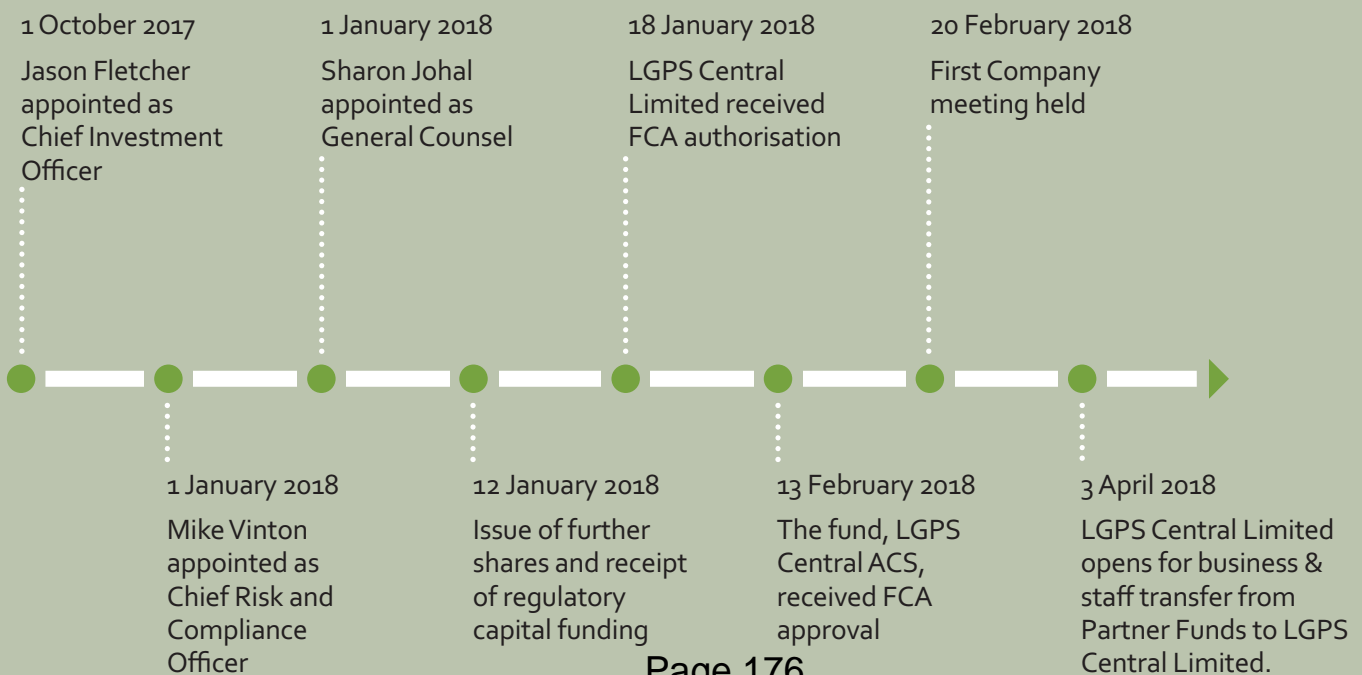 1 October 2017
Jason Fletcher
appointed as
Chief Investment
Officer
1 January 2018
Sharon Johal
appointed as
General Counsel
18 January 2018
LGPS Central
Limited received
FCA authorisation
20 February 2018
First Company
meeting held
1 January 2018
Mike Vinton
appointed as
Chief Risk and
Compliance
Officer
12 January 2018
Issue of further
shares and receipt
of regulatory
capital funding
13 February 2018
The fund, LGPS
Central ACS,
received FCA
approval
3 April 2018
LGPS Central Limited
opens for business &
staff transfer from
Partner Funds to LGPS
Central Limited.
Page 176